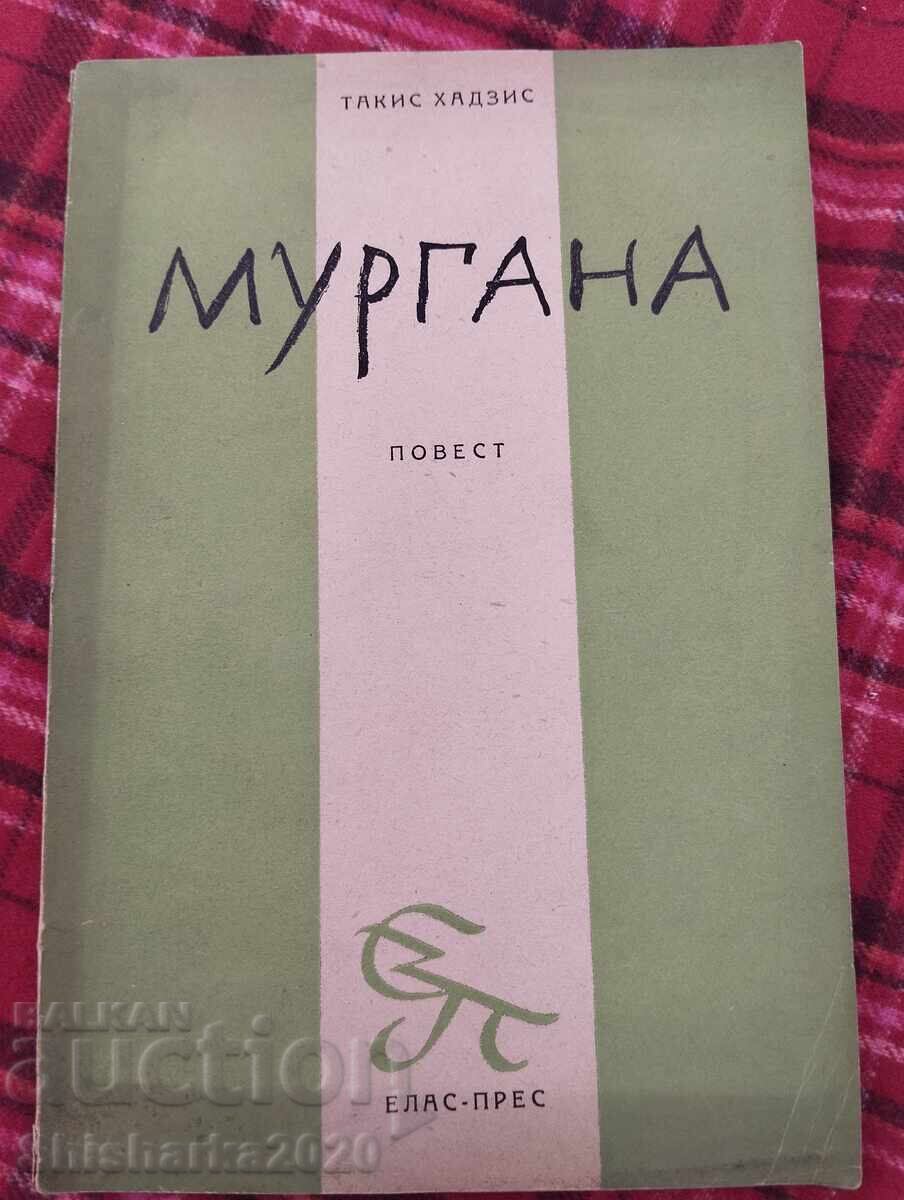 ТАКИС ХАДЗИС
МУРГАНА
ПОВЕСТ
ЕЛАС-ПРЕС
BALKAN
auction
shisharka2020